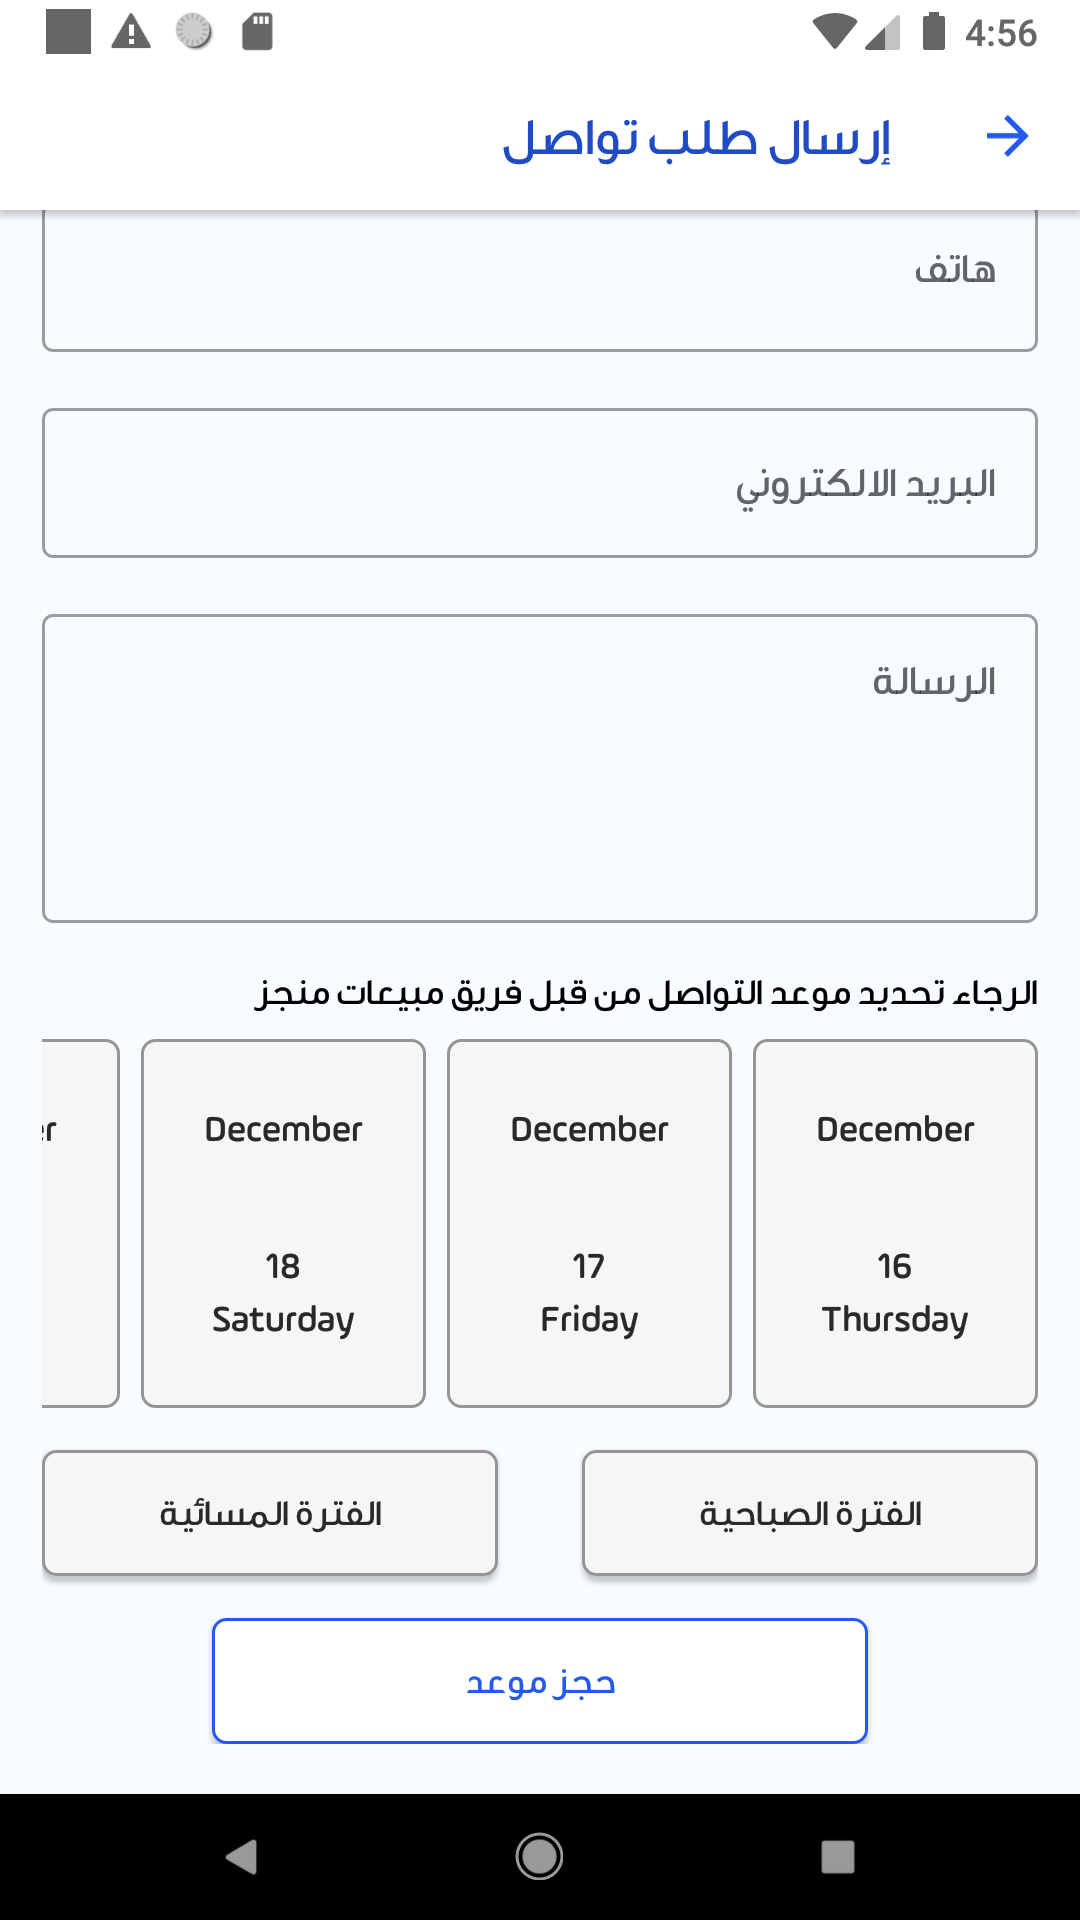 4:56
إرسال طلب تواصل
هاتف
البريد الالكتروني
الرسالة
الرجاء تحديد موعد التواصل من قبل فريق مبيعات منجز
December
16
Thursday
December
17
Friday
December
18
Saturday
er
الفترة الصباحية
الفترة المسائية
حجز موعد